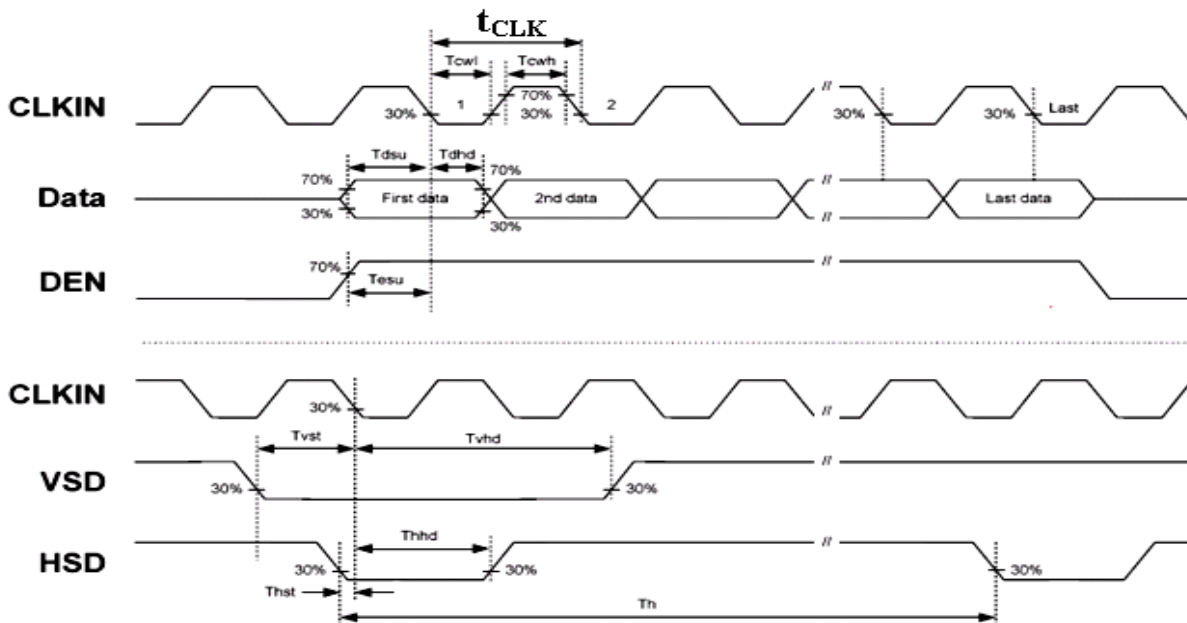 tCLK
Tcwl Tcwh
CLKIN
30%
1
70%
30%
2
//
30%
30%
Last
Tdsu Tdhd
Data
70%
30%
First data
70%
30%
2nd data
//
//
Last data
DEN
70%
Tesu
//
CLKIN
30%
//
Tvst Tvhd
VSD
30%
30%
//
HSD
Thhd
30%
30%
//
30%
Thst
Th